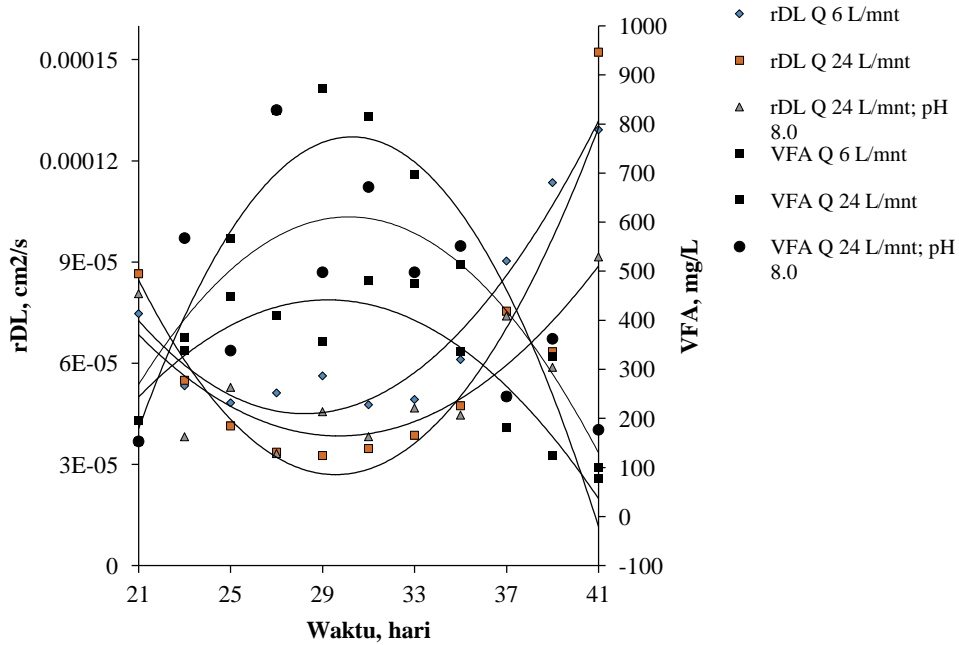 rDL, cm2/s
0.00015
0.00012
9E-05
6E-05
3E-05
0
21
25
29
33
37
41
Waktu, hari
1000
900
800
700
600
500
400
300
200
100
0
-100
VFA, mg/L
rDL Q 6 L/mnt
rDL Q 24 L/mnt
rDL Q 24 L/mnt; pH
8.0
VFA Q 6 L/mnt
VFA Q 24 L/mnt
VFA Q 24 L/mnt; pH
8.0